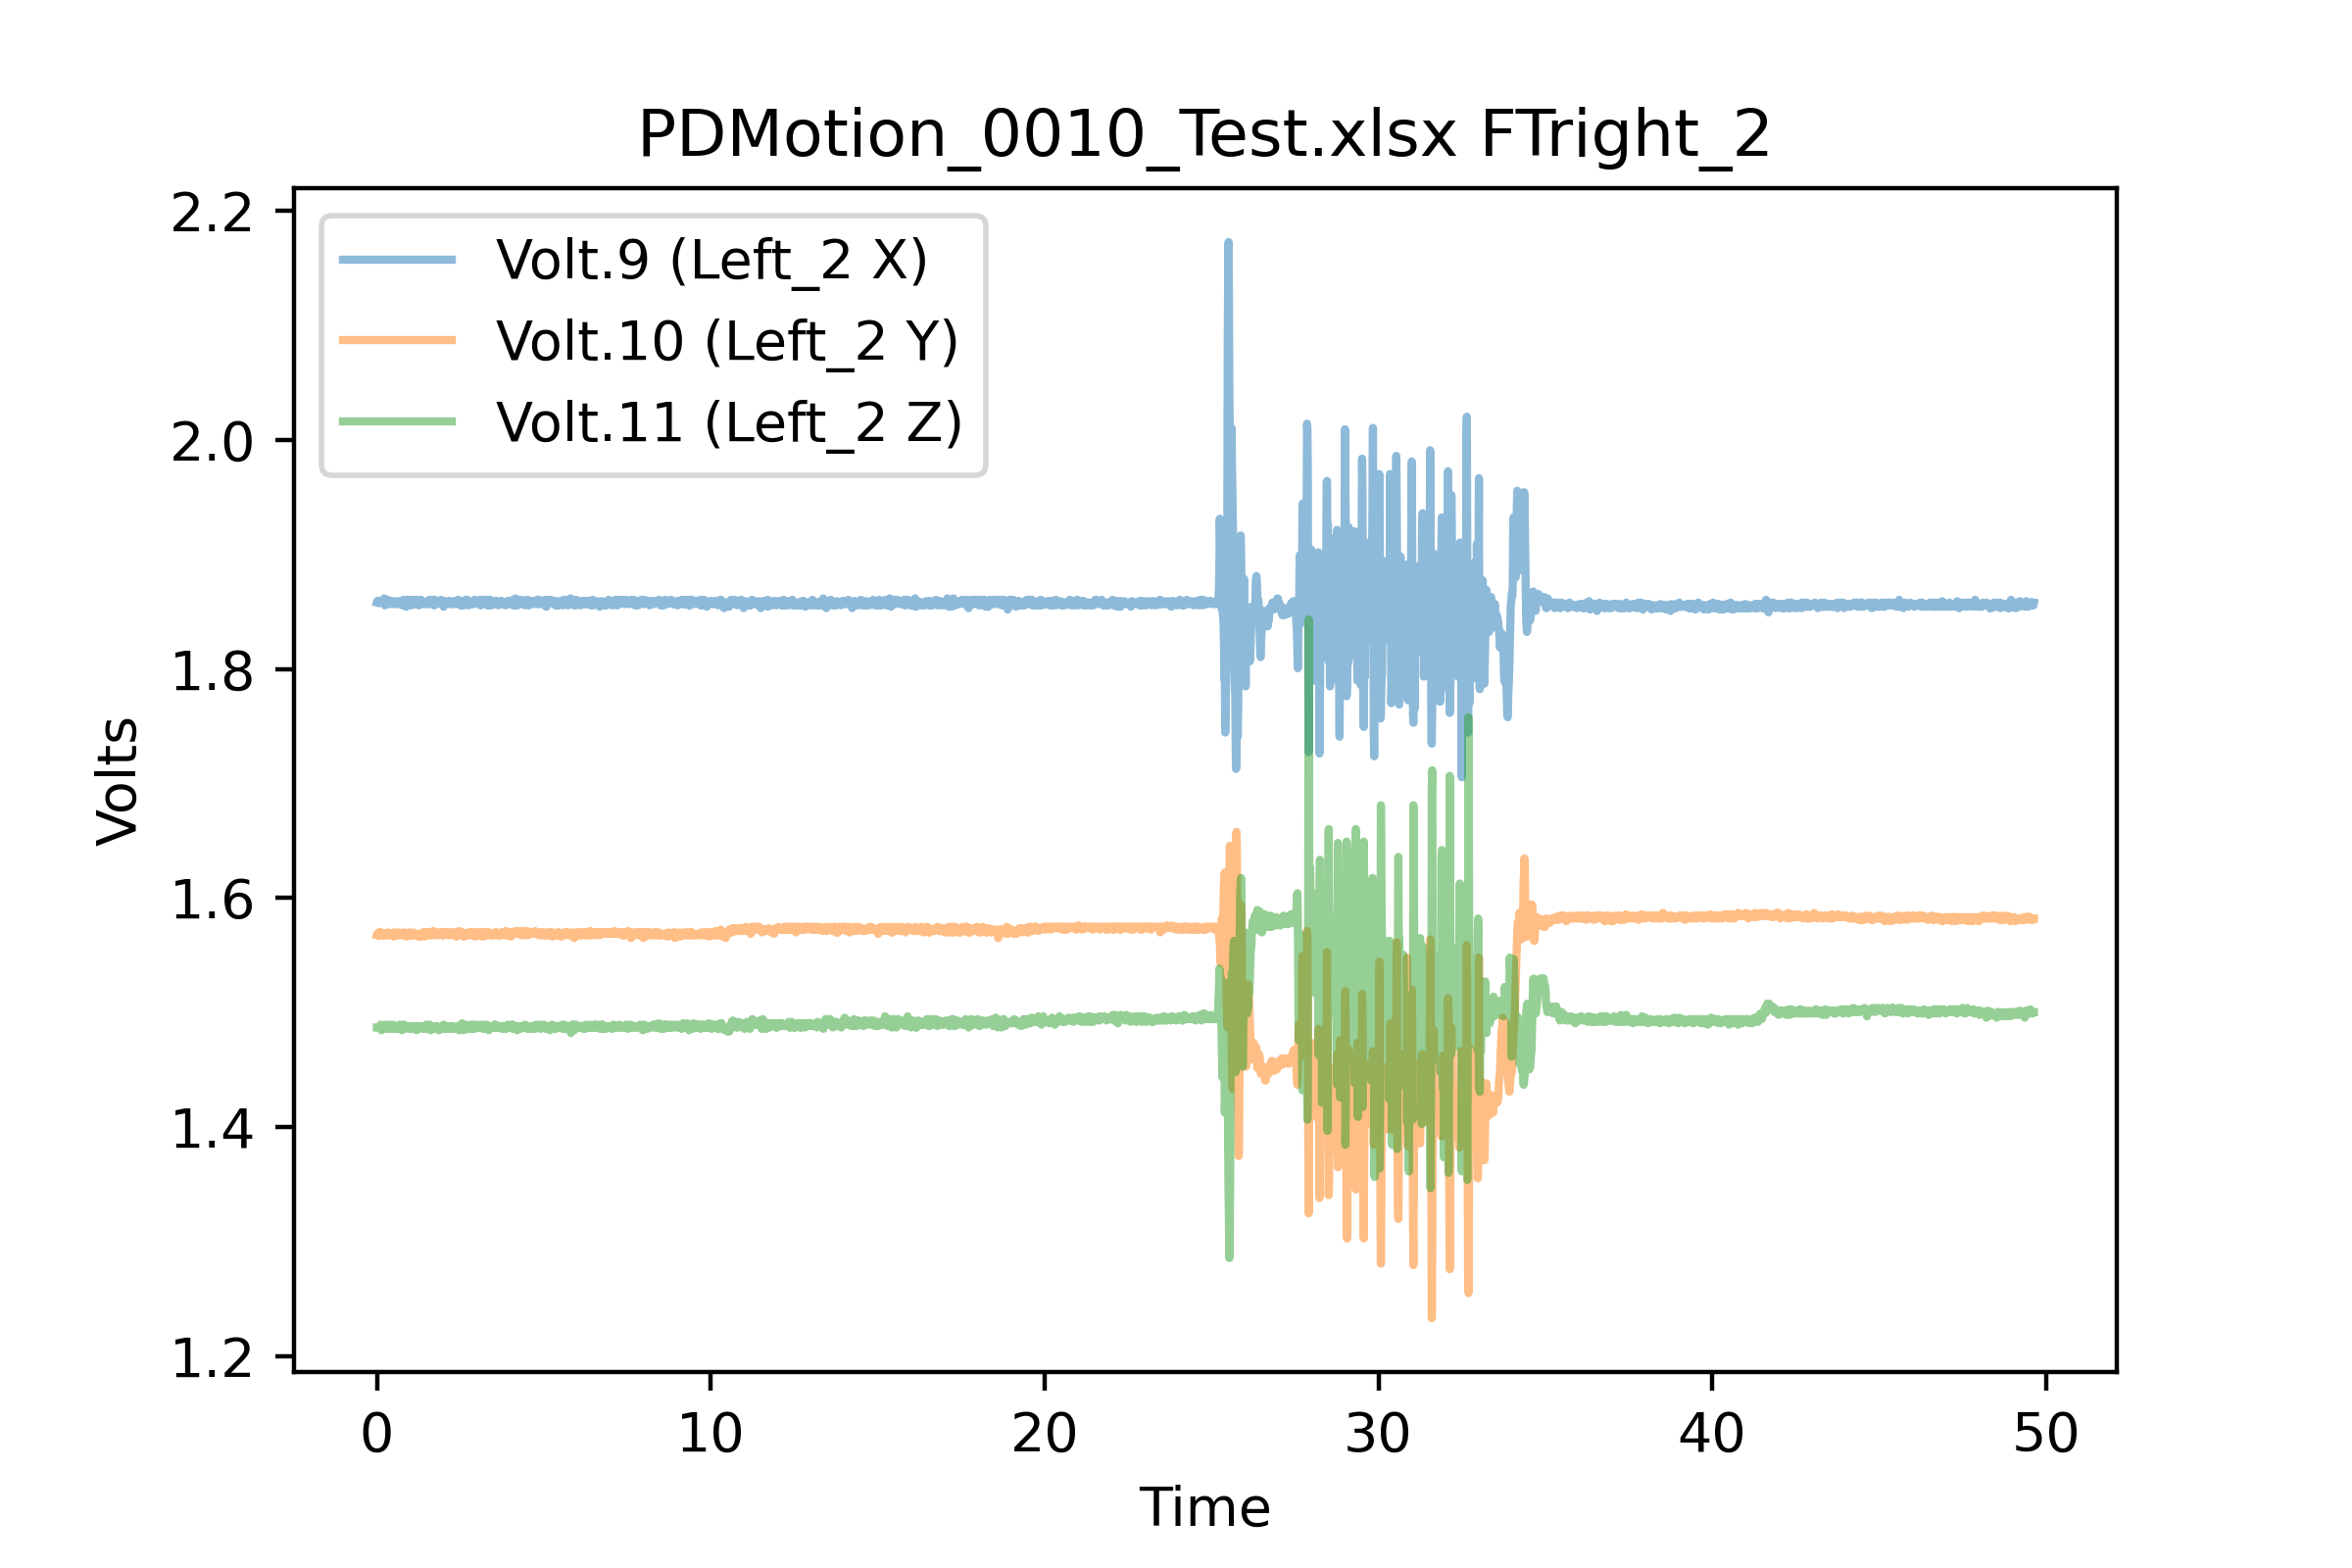 PDMotion_0010_Test.xlsx FTright_2
Volt.9 (Left_2 X)
Volt.10 (Left_2 Y)
Volt.11 (Left_2 Z)
2.2
2.0
1.8
1.6
1.4
1.2
Volts
0 10 20 30 40 50
Time